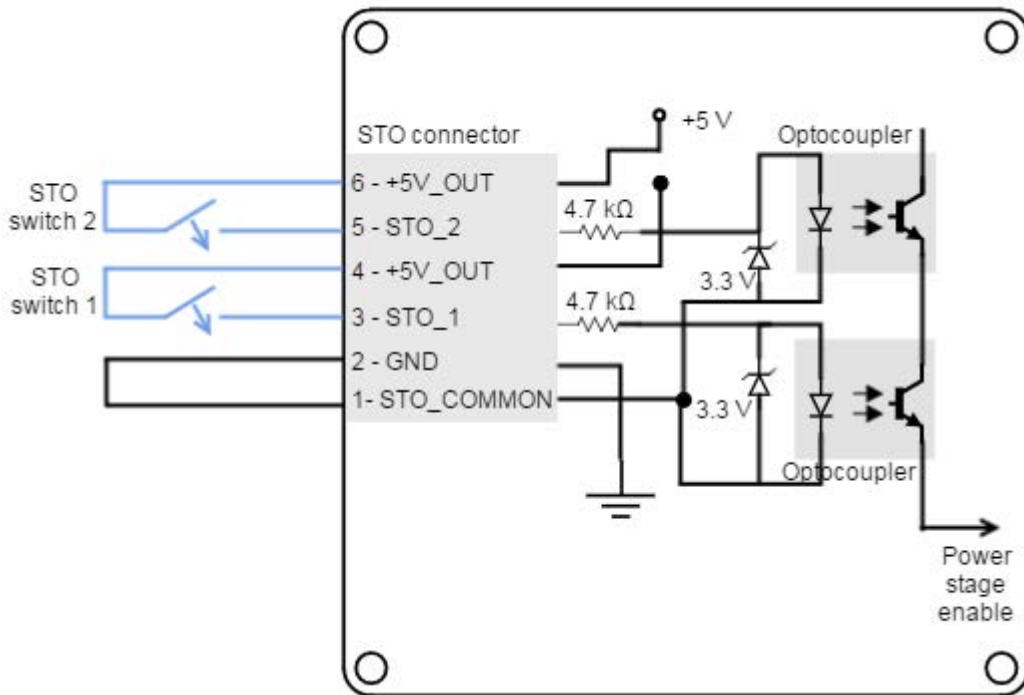 STO connector
+5 V
Optocoupler
STO
switch 2
6 - +5V_OUT
4.7 kΩ
5 - STO_2
STO
switch 1
4 - +5V_OUT
3.3 V
4.7 kΩ
3 - STO_1
2 - GND
1- STO_COMMON
3.3 V
Optocoupler
Power
stage
enable